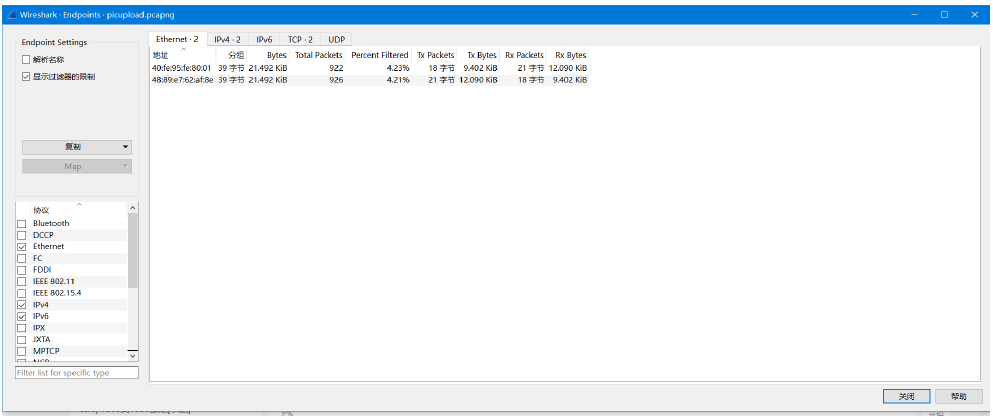 Wireshark · Endpoints · picupload.pcapng
Endpoint Settings
解析名称
显示过滤器的限制
复制
Map
协议
Bluetooth
DCCP
Ethernet
FC
FDDI
IEEE 802.11
IEEE 802.15.4
IPv4
IPv6
IPX
JXTA
MPTCP
Filter list for specific type
Ethernet · 2 IPv4 · 2 IPv6 TCP · 2 UDP
地址 分组 Bytes Total Packets Percent Filtered Tx Packets Tx Bytes Rx Packets Rx Bytes
40:fe:95:fe:80:01 39 字节 21.492 KiB 922 4.23% 18 字节 9.402 KiB 21 字节 12.090 KiB
48:89:e7:62:af:8e 39 字节 21.492 KiB 926 4.21% 21 字节 12.090 KiB 18 字节 9.402 KiB
关闭 帮助